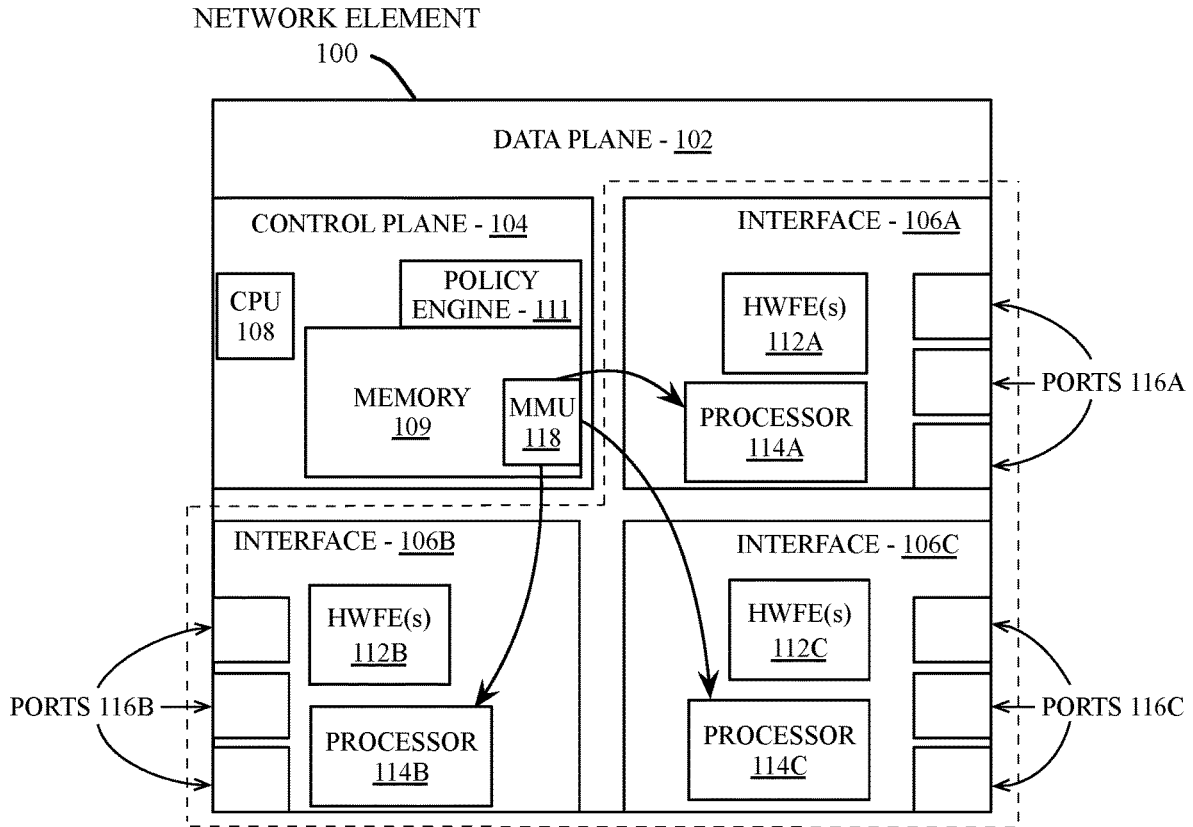 NETWORK ELEMENT
100
DATA PLANE - 102
CONTROL PLANE - 104
CPU
108
POLICY
ENGINE - 111
MEMORY
109
MMU
118
INTERFACE - 106A
HWFE(s)
112A
PROCESSOR
114A
PORTS 116A
INTERFACE - 106B
HWFE(s)
112B
PROCESSOR
114B
PORTS 116B
INTERFACE - 106C
HWFE(s)
112C
PROCESSOR
114C
PORTS 116C